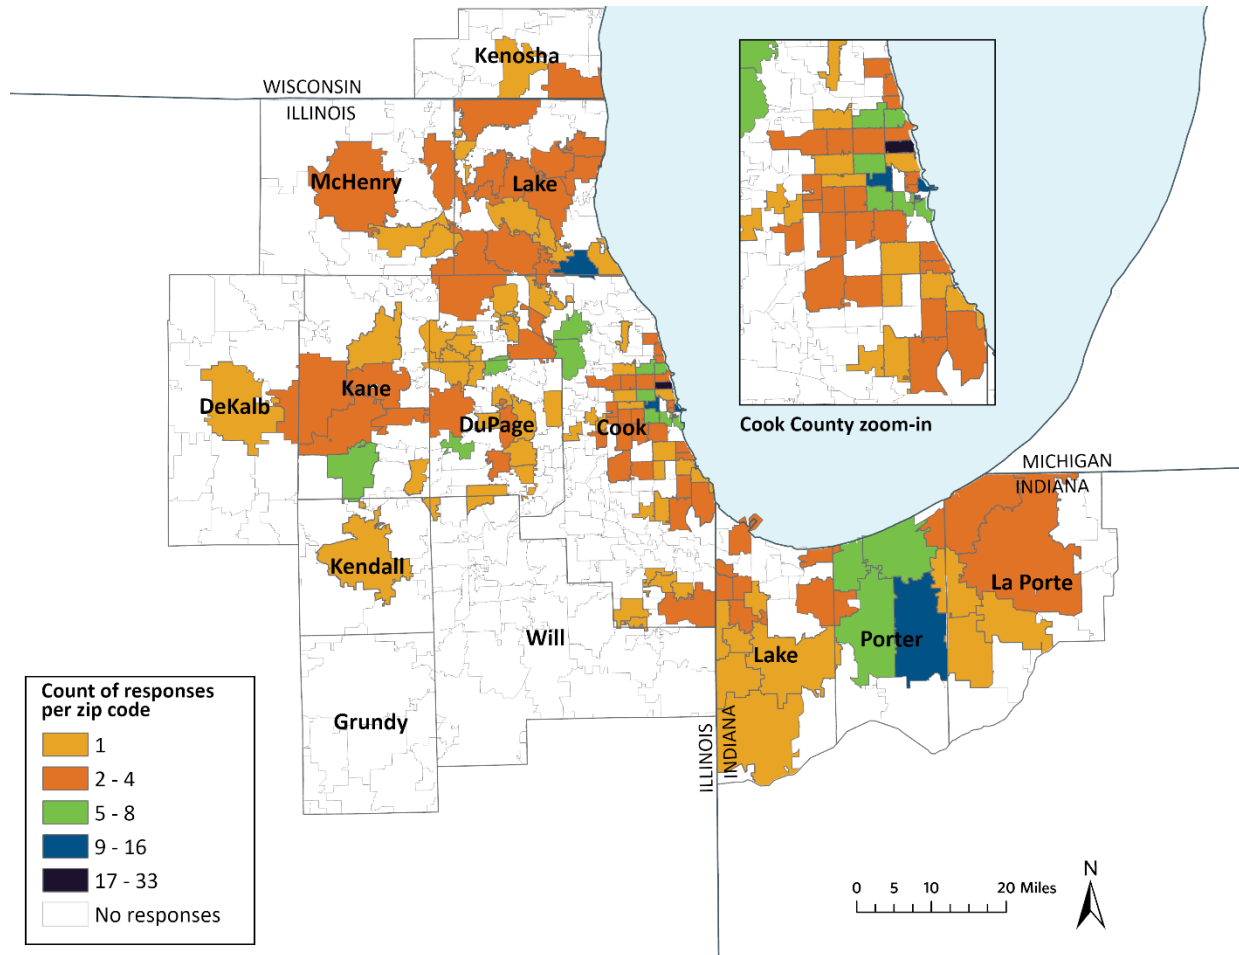 Kenosha
WISCONSIN
ILLINOIS
McHenry
Lake
Cook County zoom-in
Kane
DeKalb
DuPage
Cook
MICHIGAN
INDIANA
Kendall
La Porte
Will
Porter
Lake
Grundy
ILLINOIS
INDIANA
Count of responses
per zip code
1
2 - 4
5 - 8
9 - 16
17 - 33
No responses
N
0 5 10 20 Miles